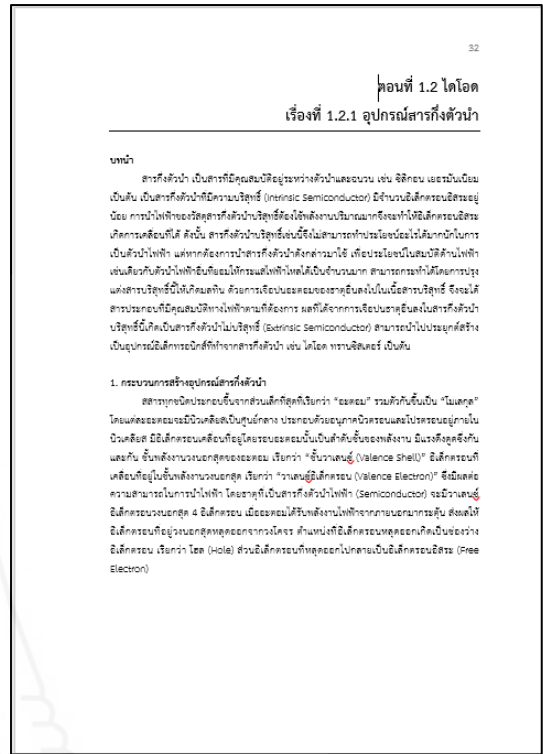 32
ตอนที่ 1.2 ไดโอด
เรื่องที่ 1.2.1 อุปกรณ์สารกึ่งตัวนำ
บทนำ
สารกึ่งตัวนำ เป็นสารที่มีคุณสมบัติอยู่ระหว่างตัวนำและฉนวน เช่น ซิลิกอน เยอรมันเนียม
เป็นต้น เป็นสารกึ่งตัวนำที่มีความบริสุทธิ์ (Intrinsic Semiconductor) มีจำนวนอิเล็กตรอนอิสระอยู่
น้อย การนำไฟฟ้าของวัสดุสารกึ่งตัวนำบริสุทธิ์ต้องใช้พลังงานปริมาณมากจึงจะทำให้อิเล็กตรอนอิสระ
เกิดการเคลื่อนที่ได้ ดังนั้น สารกึ่งตัวนำบริสุทธิ์เช่นนี้จึงไม่สามารถทำประโยชน์อะไรได้มากนักในการ
เป็นตัวนำไฟฟ้า แต่หากต้องการนำสารกึ่งตัวนำดังกล่าวมาใช้ เพื่อประโยชน์ในสมบัติด้านไฟฟ้า
เช่นเดียวกับตัวนำไฟฟ้าอื่นที่ยอมให้กระแสไฟฟ้าไหลได้เป็นจำนวนมาก สามารถกระทำได้โดยการปรุง
แต่งสารบริสุทธิ์นี้ให้เกิดมลทิน ด้วยการเจือปนอะตอมของธาตุอื่นลงไปในเนื้อสารบริสุทธิ์ จึงจะได้
สารประกอบที่มีคุณสมบัติทางไฟฟ้าตามที่ต้องการ ผลที่ได้จากการเจือปนธาตุอื่นลงในสารกึ่งตัวนำ
บริสุทธิ์นี้เกิดเป็นสารกึ่งตัวนำไม่บริสุทธิ์ (Extrinsic Semiconductor) สามารถนำไปประยุกต์สร้าง
เป็นอุปกรณ์อิเล็กทรอนิกส์ที่ทำจากสารกึ่งตัวนำ เช่น ไดโอด ทรานซิสเตอร์ เป็นต้น
1. กระบวนการสร้างอุปกรณ์สารกึ่งตัวนำ
สสารทุกชนิดประกอบขึ้นจากส่วนเล็กที่สุดที่เรียกว่า “อะตอม” รวมตัวกันขึ้นเป็น “โมเลกุล”
โดยแต่ละอะตอมจะมีนิวเคลียสเป็นศูนย์กลาง ประกอบด้วยอนุภาคนิวตรอนและโปรตรอนอยู่ภายใน
นิวเคลียส มีอิเล็กตรอนเคลื่อนที่อยู่โดยรอบอะตอมนั้นเป็นลำดับชั้นของพลังงาน มีแรงดึงดูดซึ่งกัน
และกัน ชั้นพลังงานวงนอกสุดของอะตอม เรียกว่า “ชั้นวาเลนซ์ (Valence Shell)” อิเล็กตรอนที่
เคลื่อนที่อยู่ในชั้นพลังงานวงนอกสุด เรียกว่า “วาเลนซ์อิเล็กตรอน (Valence Electron)” ซึ่งมีผลต่อ
ความสามารถในการนำไฟฟ้า โดยธาตุที่เป็นสารกึ่งตัวนำไฟฟ้า (Semiconductor) จะมีวาเลนซ์
อิเล็กตรอนวงนอกสุด 4 อิเล็กตรอน เมื่ออะตอมได้รับพลังงานไฟฟ้าจากภายนอกมากระตุ้น ส่งผลให้
อิเล็กตรอนที่อยู่วงนอกสุดหลุดออกจากวงโคจร ตำแหน่งที่อิเล็กตรอนหลุดออกเกิดเป็นช่องว่าง
อิเล็กตรอน เรียกว่า โฮล (Hole) ส่วนอิเล็กตรอนที่หลุดออกไปกลายเป็นอิเล็กตรอนอิสระ (Free
Electron)